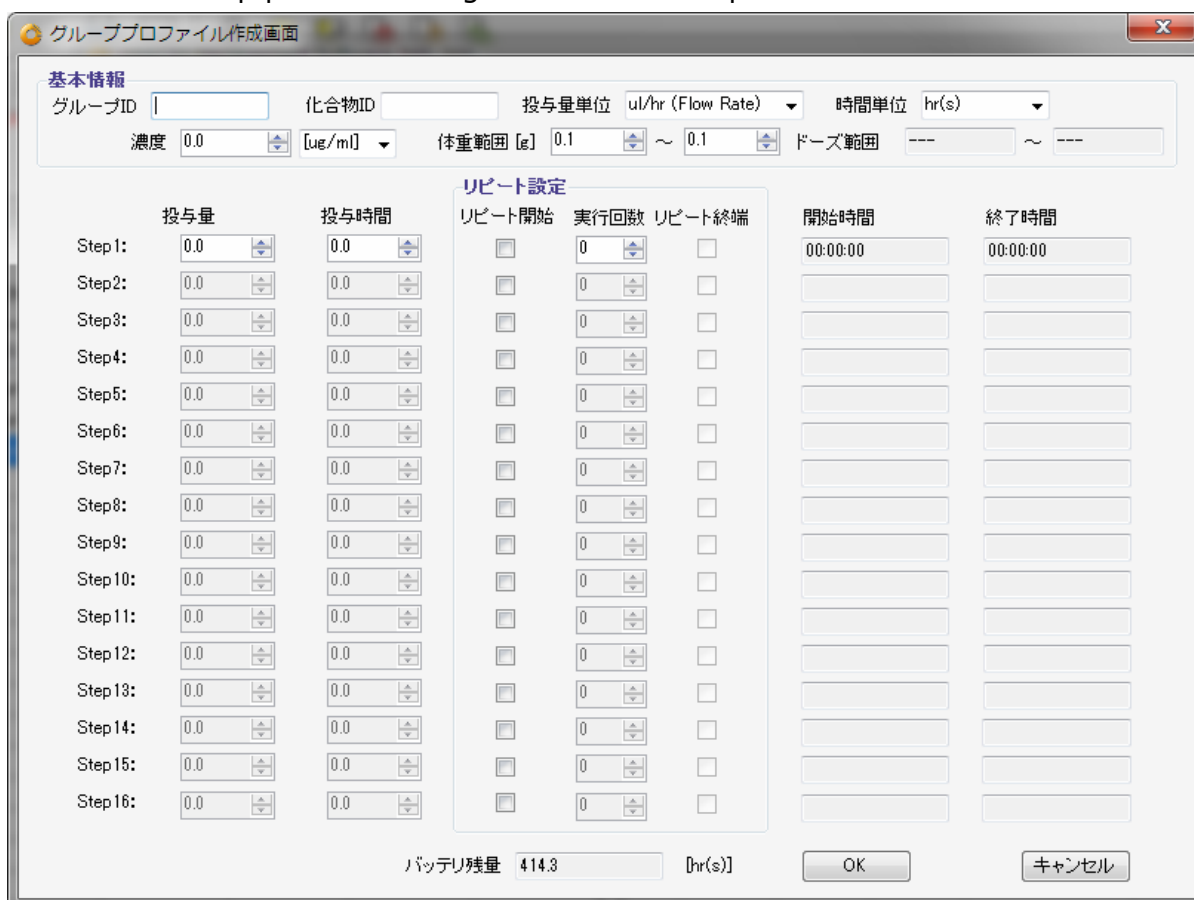 グループプロファイル作成画面
基本情報
グループID 化合物ID 投与量単位 ul/hr (Flow Rate) 時間単位 hr(s)
濃度 0.0 [ug/ml] 体重範囲 [g] 0.1 ～ 0.1 ドーズ範囲 --- ～ ---
リピート設定
投与量 投与時間 リピート開始 実行回数 リピート終端 開始時間 終了時間
Step1: 0.0 0.0 0 00:00:00 00:00:00
Step2: 0.0 0.0 0
Step3: 0.0 0.0 0
Step4: 0.0 0.0 0
Step5: 0.0 0.0 0
Step6: 0.0 0.0 0
Step7: 0.0 0.0 0
Step8: 0.0 0.0 0
Step9: 0.0 0.0 0
Step10: 0.0 0.0 0
Step11: 0.0 0.0 0
Step12: 0.0 0.0 0
Step13: 0.0 0.0 0
Step14: 0.0 0.0 0
Step15: 0.0 0.0 0
Step16: 0.0 0.0 0
バッテリ残量 414.3 [hr(s)] OK キャンセル